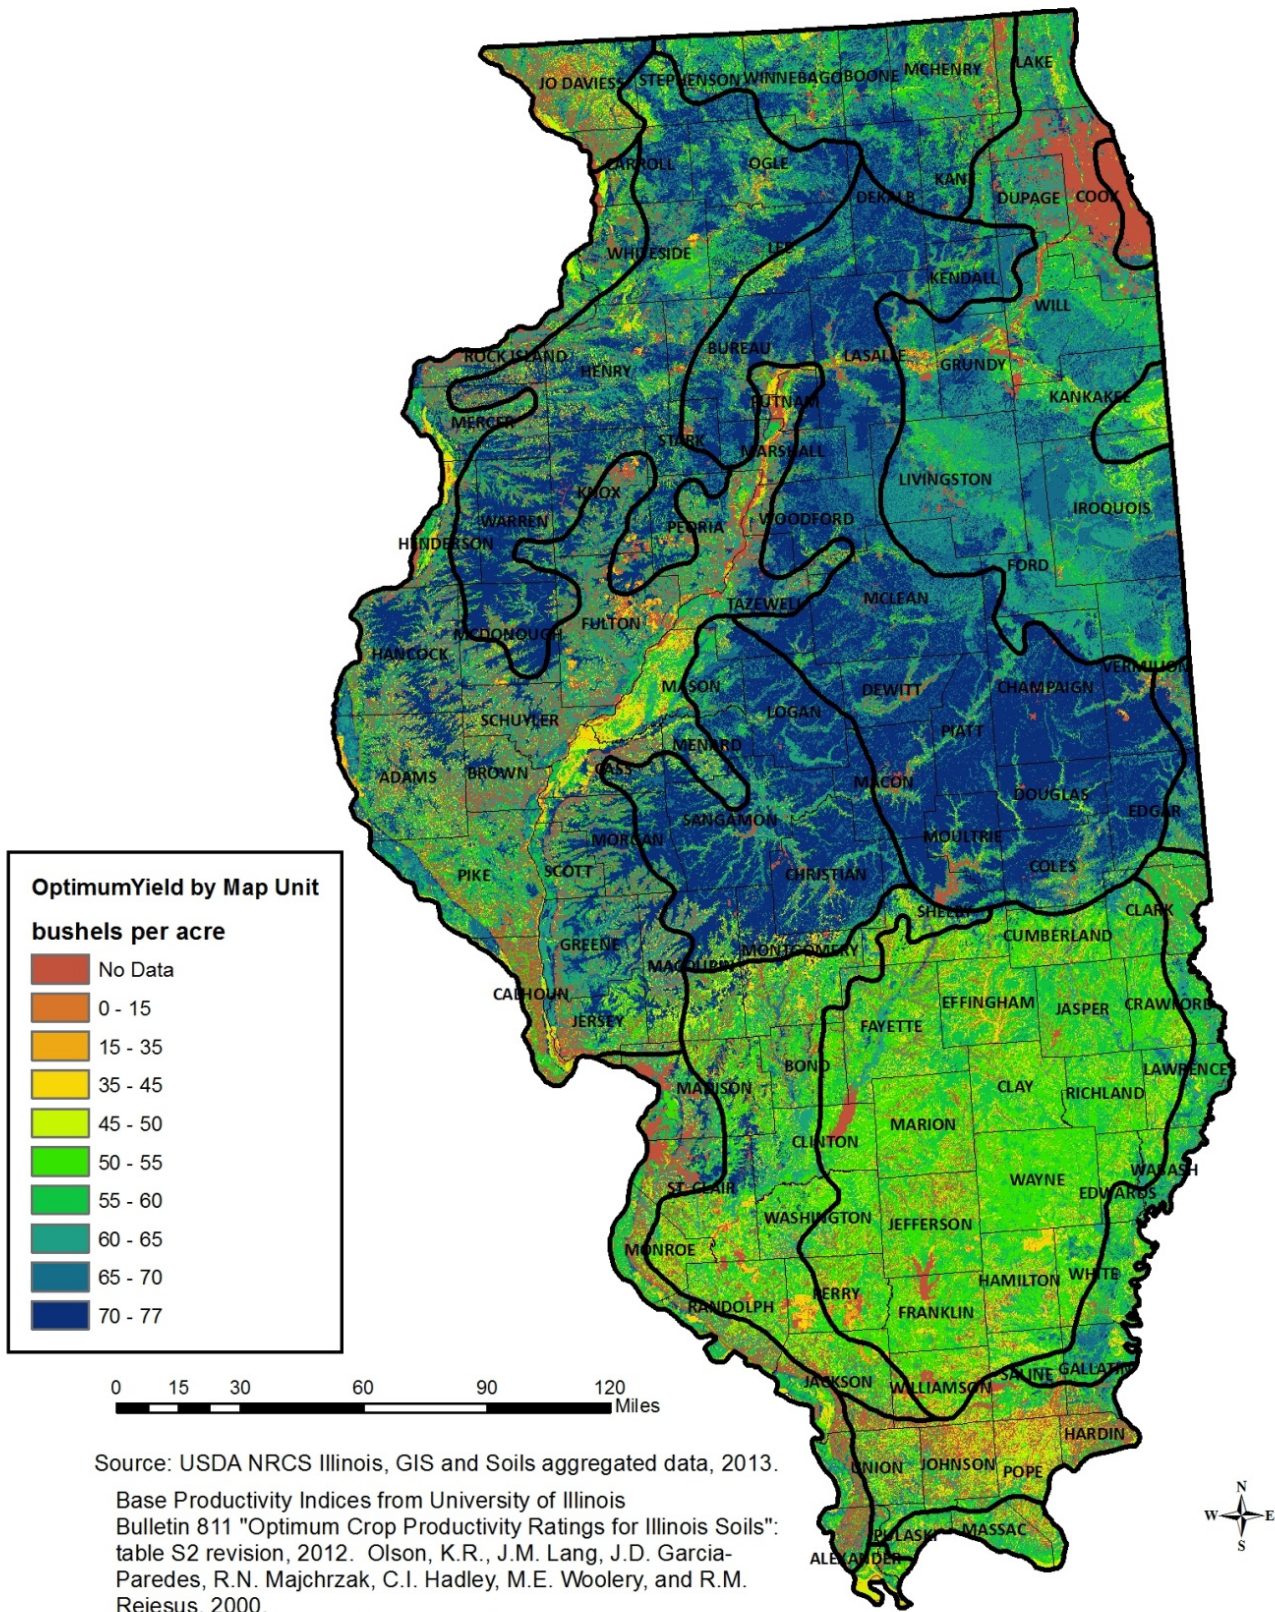 JO DAVIESS
STEPHENSON
WINNEBAGO
BOONE
MCHENRY
LAKE
CARROLL
OGLE
KANE
DEKALB
DUPAGE
COOK
WHITESIDE
LEE
KENDALL
WILL
ROCK ISLAND
HENRY
BUREAU
LASALLE
GRUNDY
KANKAKEE
PUTNAM
MERCER
STARK
MARSHALL
LIVINGSTON
KNOX
IROQUOIS
WARREN
PEORIA
WOODFORD
HENDERSON
FORD
TAZEWELL
MCLEAN
FULTON
MCDONOUGH
HANCOCK
VERMILION
MASON
DEWITT
CHAMPAIGN
LOGAN
SCHUYLER
PIATT
MENARD
CASS
BROWN
ADAMS
MACON
DOUGLAS
EDGAR
SANGAMON
MORGAN
MOULTRIE
COLES
SCOTT
PIKE
CHRISTIAN
SHELBY
CLARK
CUMBERLAND
GREENE
MONTGOMERY
MACOUPIN
CALHOUN
EFFINGHAM
JASPER
CRAWFORD
JERSEY
FAYETTE
BOND
LAWRENCE
MADISON
CLAY
RICHLAND
MARION
CLINTON
WABASH
WAYNE
EDWARDS
ST. CLAIR
WASHINGTON
JEFFERSON
MONROE
WHITE
HAMILTON
PERRY
RANDOLPH
FRANKLIN
GALLATIN
SALINE
JACKSON
WILLIAMSON
HARDIN
UNION
JOHNSON
POPE
MASSAC
PULASKI
ALEXANDER
OptimumYield by Map Unit
bushels per acre
No Data
0 - 15
15 - 35
35 - 45
45 - 50
50 - 55
55 - 60
60 - 65
65 - 70
70 - 77
0 15 30 60 90 120
Miles
Source: USDA NRCS Illinois, GIS and Soils aggregated data, 2013.
Base Productivity Indices from University of Illinois
Bulletin 811 "Optimum Crop Productivity Ratings for Illinois Soils":
table S2 revision, 2012. Olson, K.R., J.M. Lang, J.D. Garcia-
Paredes, R.N. Majchrzak, C.I. Hadley, M.E. Woolery, and R.M.
Rejesus, 2000.
N
W E
S